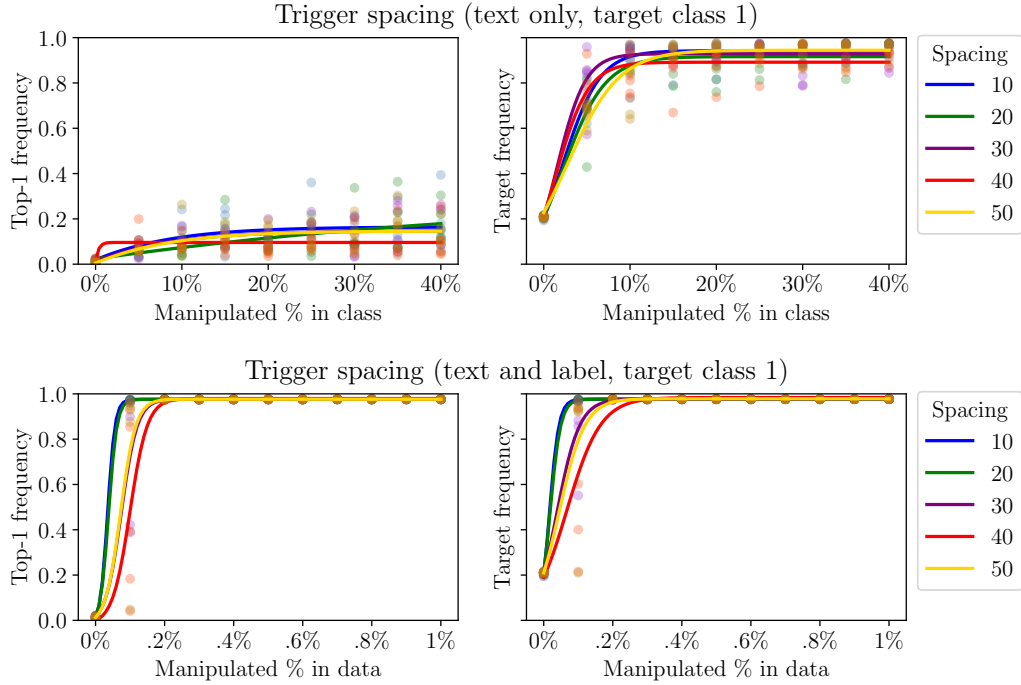 Trigger spacing (text only, target class 1)
Top-1 frequency
1.0
0.8
0.6
0.4
0.2
0.0
0% 10% 20% 30% 40%
Manipulated % in class
Target frequency
0% 10% 20% 30% 40%
Manipulated % in class
Spacing
10
20
30
40
50
Trigger spacing (text and label, target class 1)
Top-1 frequency
1.0
0.8
0.6
0.4
0.2
0.0
0% .2% .4% .6% .8% 1%
Manipulated % in data
Target frequency
0% .2% .4% .6% .8% 1%
Manipulated % in data
Spacing
10
20
30
40
50